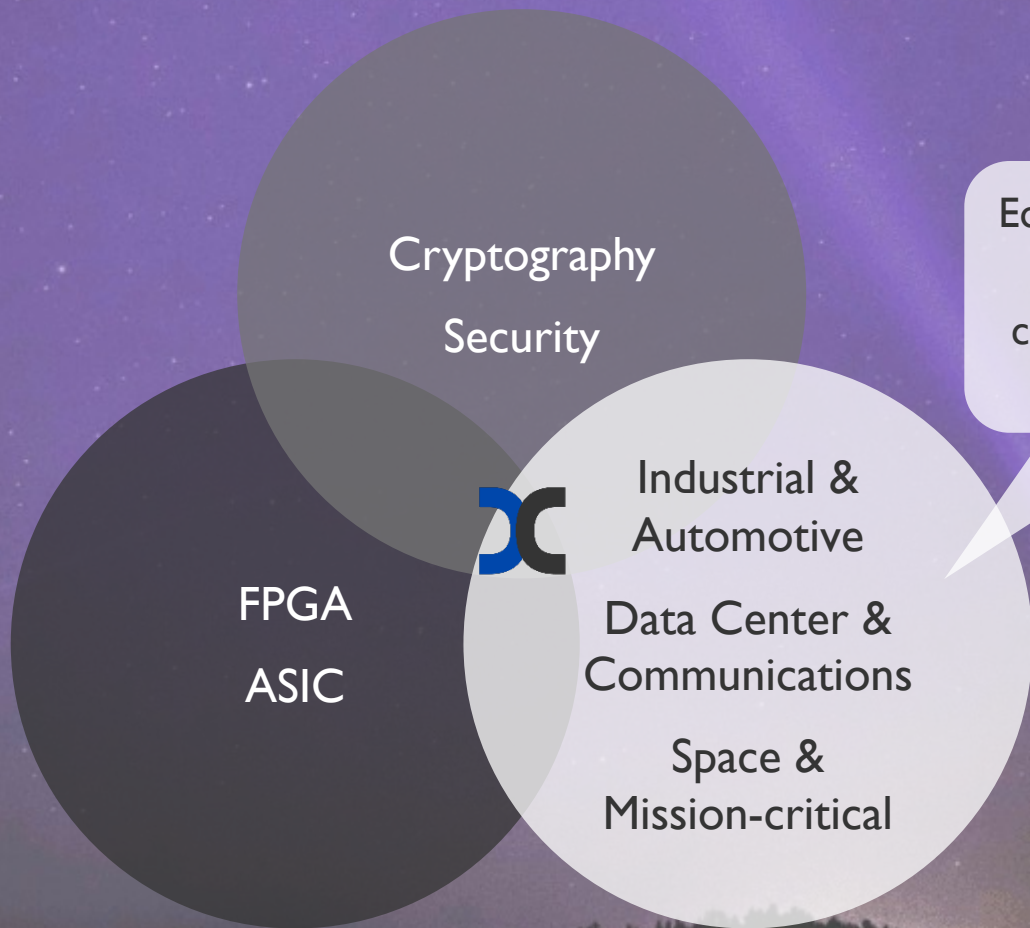 Cryptography
Security
FPGA
ASIC
Industrial &
Automotive
Data Center &
Communications
Space &
Mission-critical